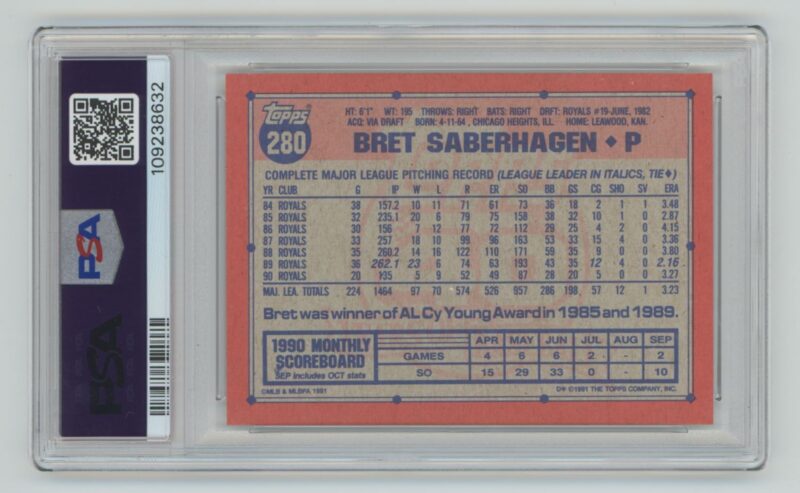 109238632
PSA
PSA
Topps
280
HT: 6'1" WT: 195 THROWS: RIGHT BATS: RIGHT DRFT: ROYALS #19-JUNE, 1982
ACQ: VIA DRAFT BORN: 4-11-64, CHICAGO HEIGHTS, ILL. HOME: LEAWOOD, KAN.
BRET SABERHAGEN ♦ P
COMPLETE MAJOR LEAGUE PITCHING RECORD (LEAGUE LEADER IN ITALICS, TIE♦)
YR CLUB G IP W L R ER SO BB GS CG SHO SV ERA
84 ROYALS 38 157.2 10 11 71 61 73 36 18 2 1 1 3.48
85 ROYALS 32 235.1 20 6 79 75 158 38 32 10 1 0 2.87
86 ROYALS 30 156 7 12 77 72 112 29 25 4 2 0 4.15
87 ROYALS 33 257 18 10 99 96 163 53 33 15 4 0 3.36
88 ROYALS 35 260.2 14 16 122 110 171 59 35 9 0 0 3.80
89 ROYALS 36 262.1 23 6 74 63 193 43 35 12 4 0 2.16
90 ROYALS 20 135 5 9 52 49 87 28 20 5 0 0 3.27
MAJ. LEA. TOTALS 224 1464 97 70 574 526 957 286 198 57 12 1 3.23
Bret was winner of AL Cy Young Award in 1985 and 1989.
1990 MONTHLY SCOREBOARD
SEP includes OCT stats
APR MAY JUN JUL AUG SEP
GAMES 4 6 6 2 - 2
SO 15 29 33 0 - 10
©MLB & MLBPA 1991
D* ©1991 THE TOPPS COMPANY, INC.